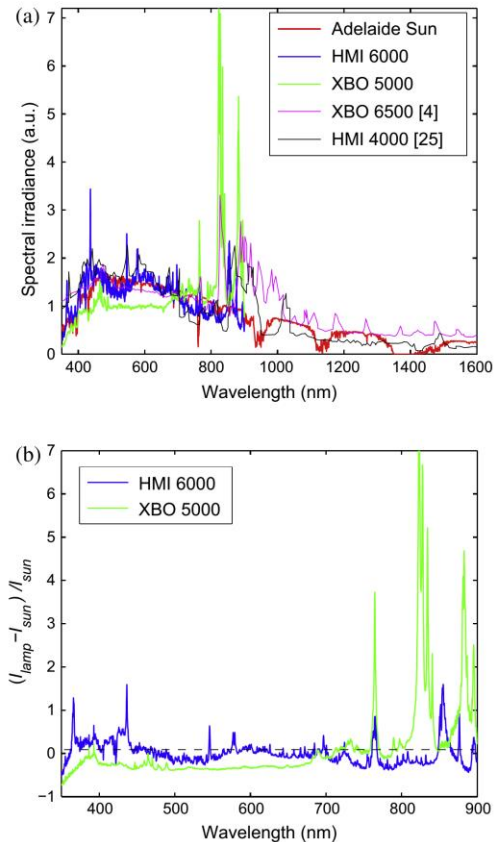 (a)
7
6
5
4
3
2
1
0
Spectral irradiance (a.u.)
Adelaide Sun
HMI 6000
XBO 5000
XBO 6500 [4]
HMI 4000 [25]
400 600 800 1000 1200 1400 1600
Wavelength (nm)
(b)
7
6
5
4
3
2
1
0
−1
(I_lamp−I_sun) /I_sun
HMI 6000
XBO 5000
400 500 600 700 800 900
Wavelength (nm)